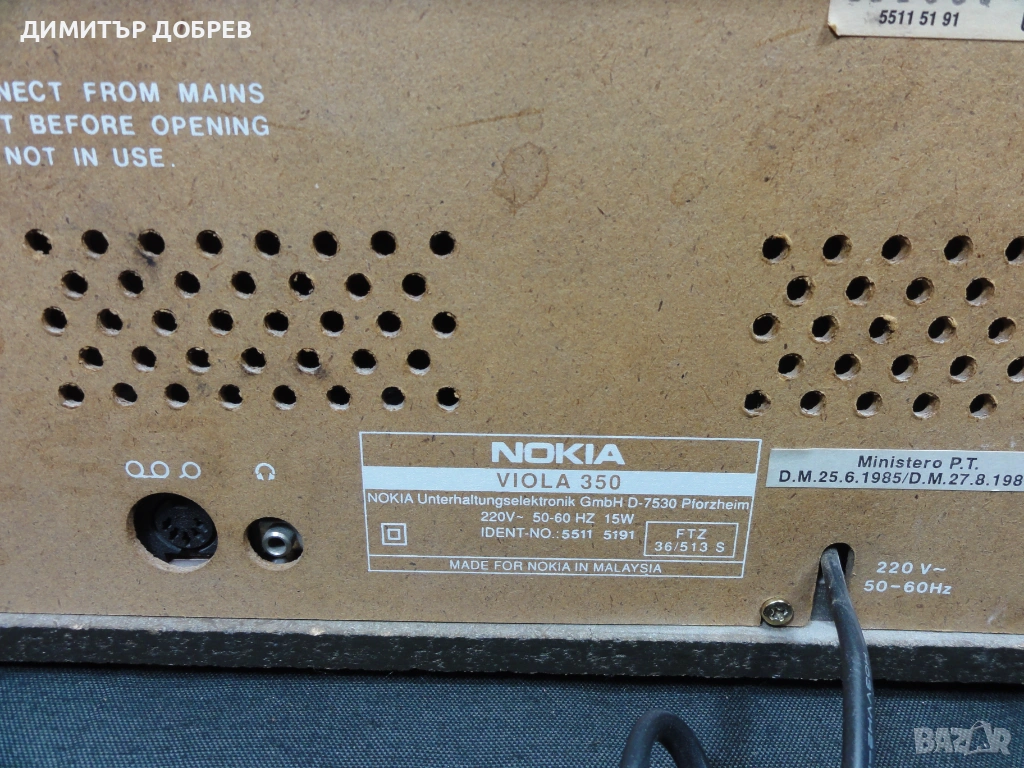 ДИМИТЪР ДОБРЕВ
5511 51 91
NECT FROM MAINS
T BEFORE OPENING
NOT IN USE.
NOKIA
VIOLA 350
NOKIA Unterhaltungselektronik GmbH D-7530 Pforzheim
220V~ 50-60 HZ 15W
IDENT-NO.: 5511 5191
FTZ
36/513 S
MADE FOR NOKIA IN MALAYSIA
Ministero P.T.
D.M.25.6.1985/D.M.27.8.198
220 V~
50-60Hz
BAZAR